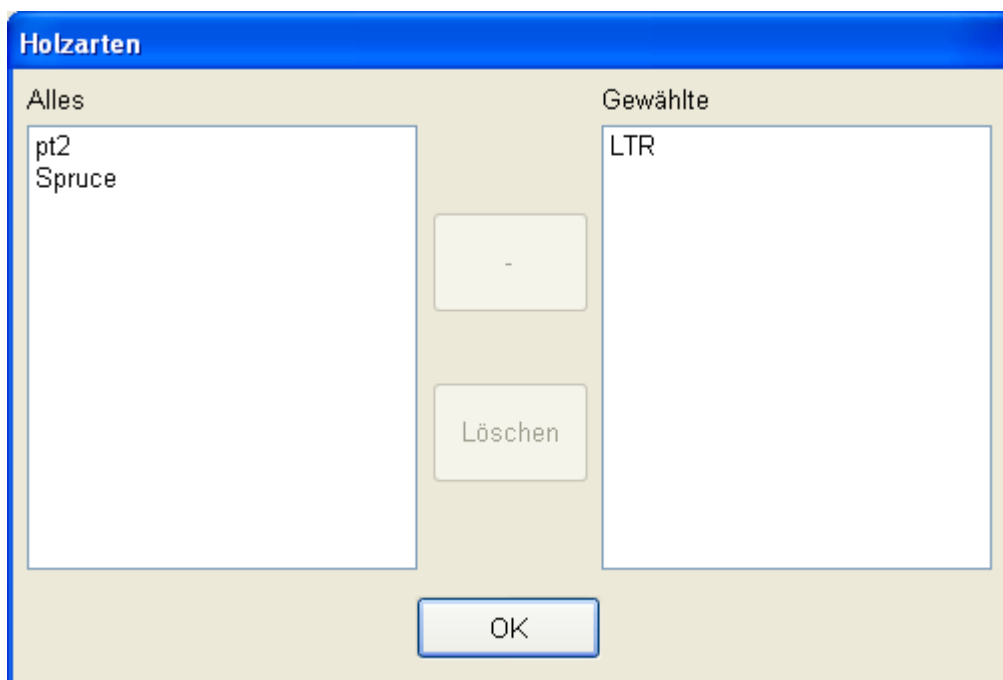 Holzarten
Alles
Gewählte
pt2
Spruce
LTR
-
Löschen
OK